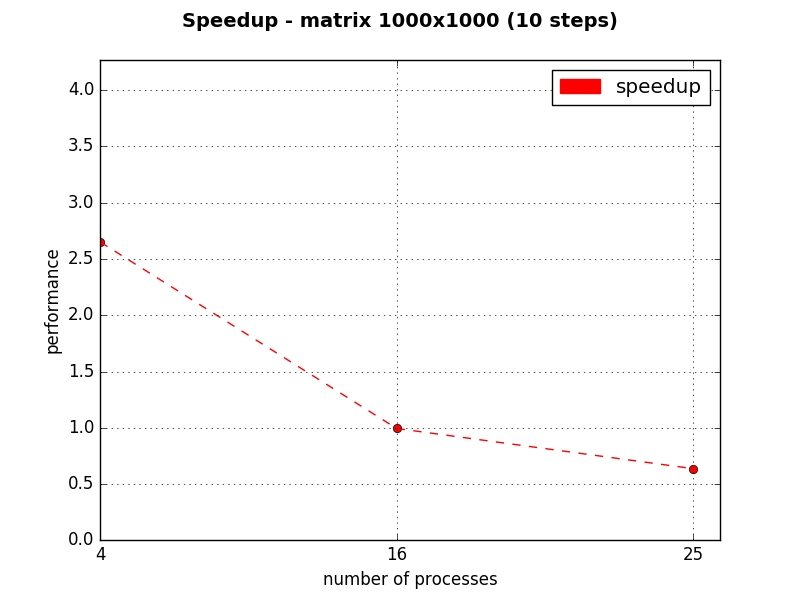 Speedup - matrix 1000x1000 (10 steps)
speedup
4.0
3.5
3.0
2.5
2.0
1.5
1.0
0.5
0.0
performance
4 16 25
number of processes